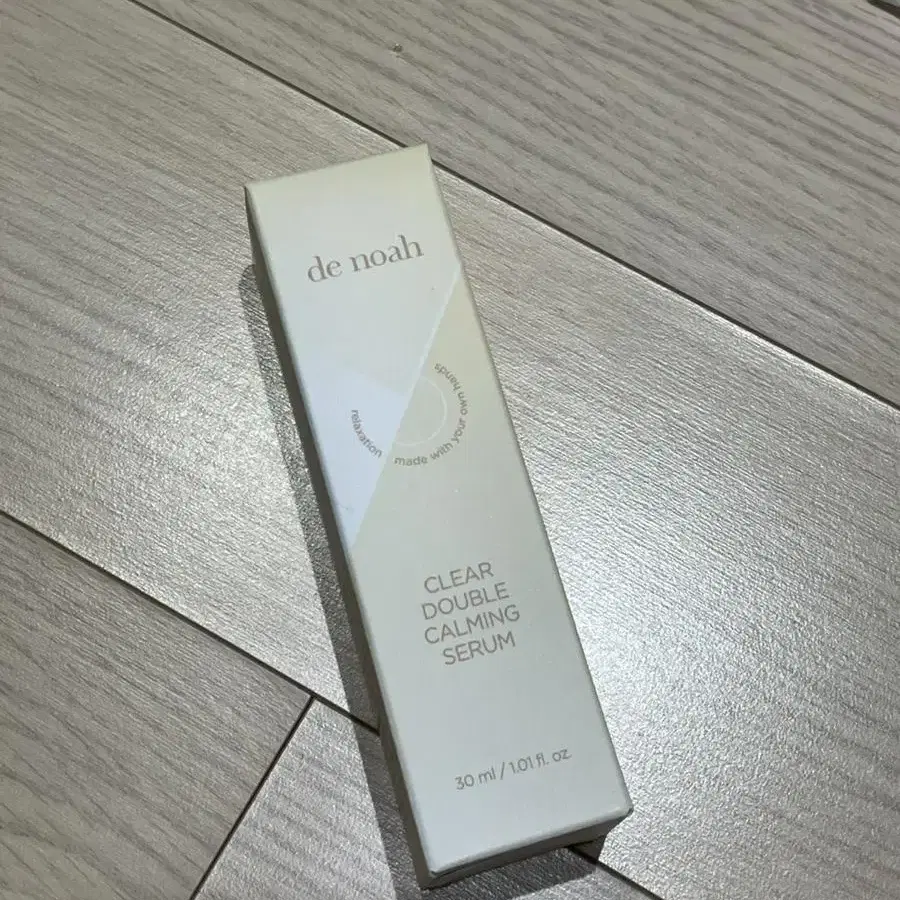 de noah
relaxation
made with your own hands
CLEAR
DOUBLE
CALMING
SERUM
30 ml / 1.01 fl. oz.